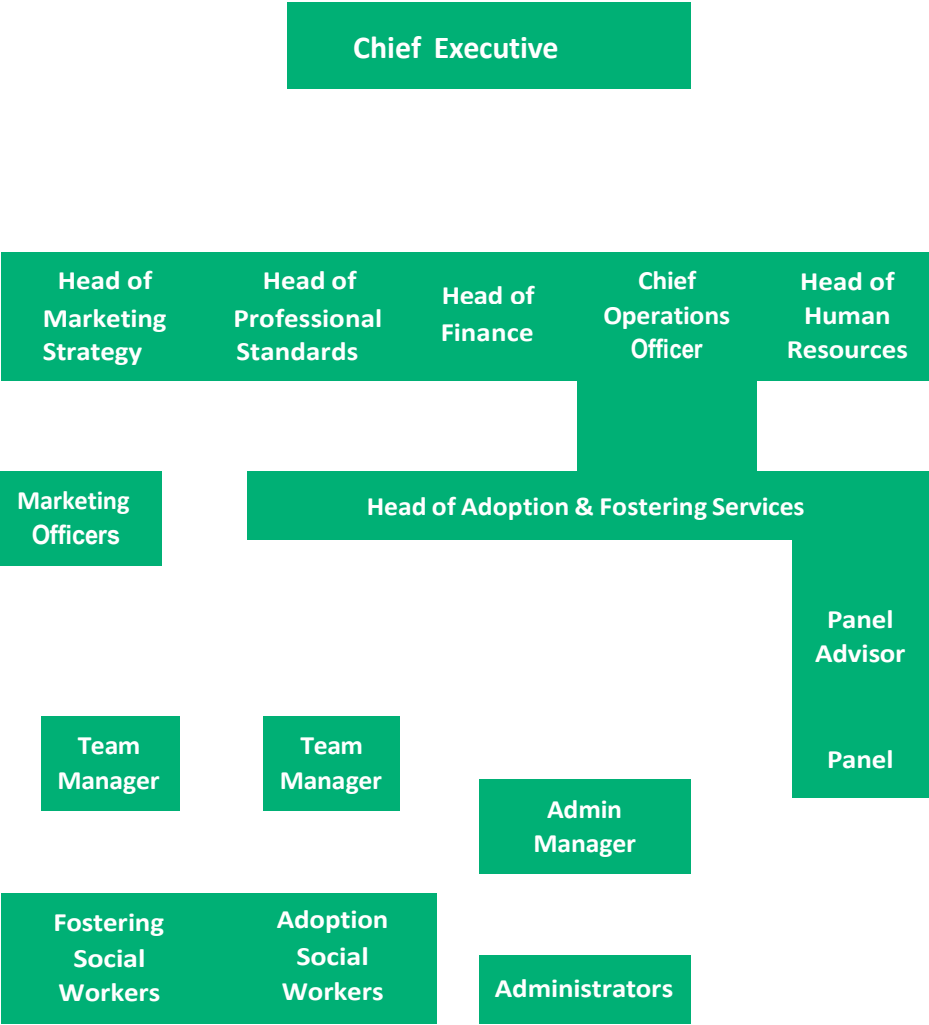 Chief Executive
Head of
Marketing
Strategy
Head of
Professional
Standards
Head of
Finance
Chief
Operations
Officer
Head of
Human
Resources
Marketing
Officers
Head of Adoption & Fostering Services
Panel
Advisor
Team
Manager
Team
Manager
Panel
Admin
Manager
Fostering
Social
Workers
Adoption
Social
Workers
Administrators